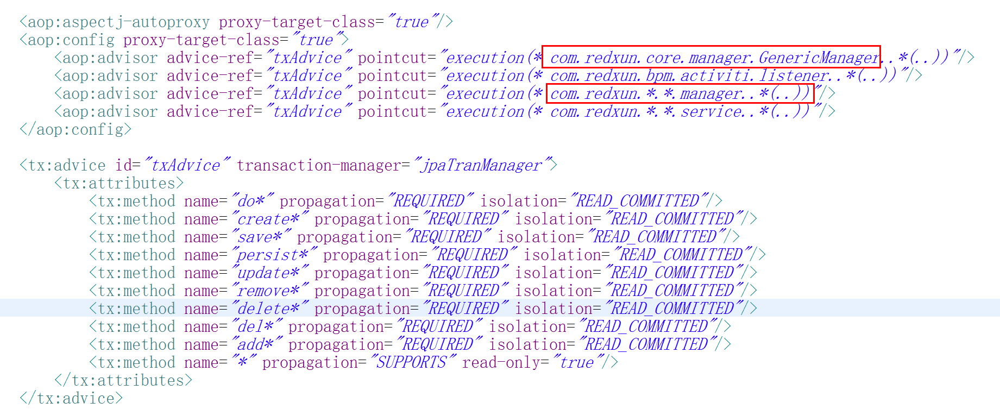 <aop:aspectj-autoproxy proxy-target-class="true"/>
<aop:config proxy-target-class="true">
<aop:advisor advice-ref="txAdvice" pointcut="execution(* com.redxun.core.manager.GenericManager..*(..))"/>
<aop:advisor advice-ref="txAdvice" pointcut="execution(* com.redxun.bpm.activiti.listener..*(..))"/>
<aop:advisor advice-ref="txAdvice" pointcut="execution(* com.redxun.*.*.manager..*(..))"/>
<aop:advisor advice-ref="txAdvice" pointcut="execution(* com.redxun.*.*.service..*(..))"/>
</aop:config>
<tx:advice id="txAdvice" transaction-manager="jpaTranManager">
<tx:attributes>
<tx:method name="do*" propagation="REQUIRED" isolation="READ_COMMITTED"/>
<tx:method name="create*" propagation="REQUIRED" isolation="READ_COMMITTED"/>
<tx:method name="save*" propagation="REQUIRED" isolation="READ_COMMITTED"/>
<tx:method name="persist*" propagation="REQUIRED" isolation="READ_COMMITTED"/>
<tx:method name="update*" propagation="REQUIRED" isolation="READ_COMMITTED"/>
<tx:method name="remove*" propagation="REQUIRED" isolation="READ_COMMITTED"/>
<tx:method name="delete*" propagation="REQUIRED" isolation="READ_COMMITTED"/>
<tx:method name="del*" propagation="REQUIRED" isolation="READ_COMMITTED"/>
<tx:method name="add*" propagation="REQUIRED" isolation="READ_COMMITTED"/>
<tx:method name="*" propagation="SUPPORTS" read-only="true"/>
</tx:attributes>
</tx:advice>